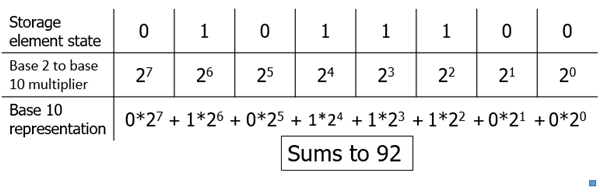 Storage
element state
0 1 0 1 1 1 0 0
Base 2 to base
10 multiplier
2⁷ 2⁶ 2⁵ 2⁴ 2³ 2² 2¹ 2⁰
Base 10
representation
0*2⁷ + 1*2⁶ + 0*2⁵ + 1*2⁴ + 1*2³ + 1*2² + 0*2¹ + 0*2⁰
Sums to 92